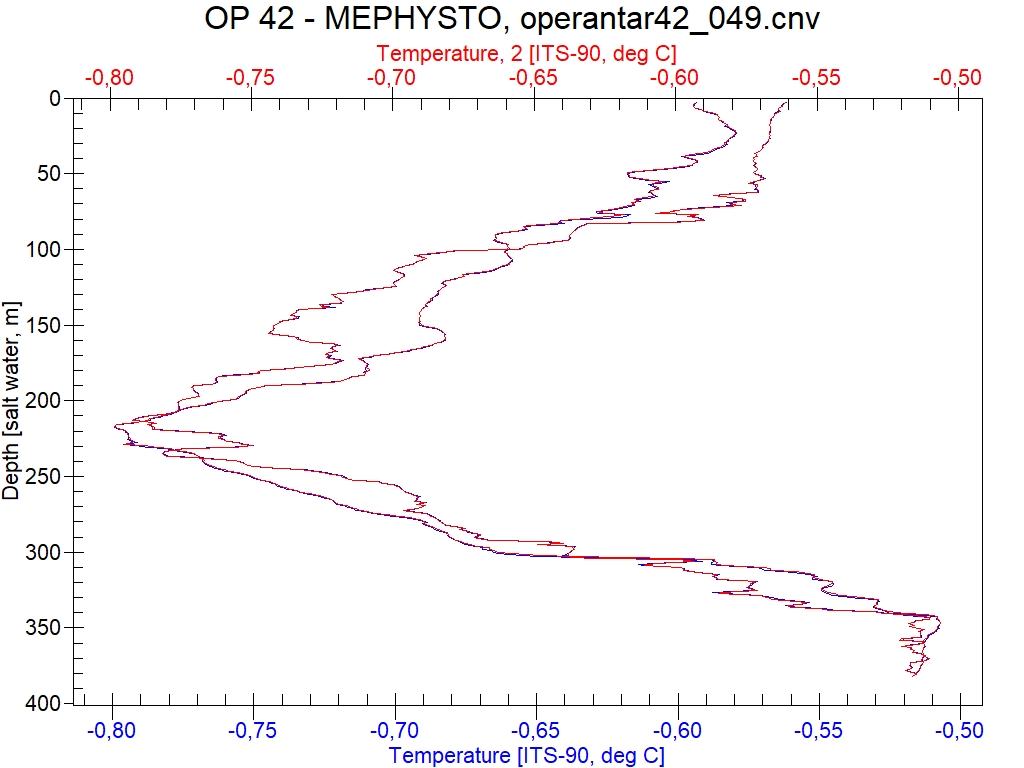 OP 42 - MEPHYSTO, operantar42_049.cnv
Temperature, 2 [ITS-90, deg C]
-0,80 -0,75 -0,70 -0,65 -0,60 -0,55 -0,50
0
50
100
150
200
250
300
350
400
Depth [salt water, m]
-0,80 -0,75 -0,70 -0,65 -0,60 -0,55 -0,50
Temperature [ITS-90, deg C]